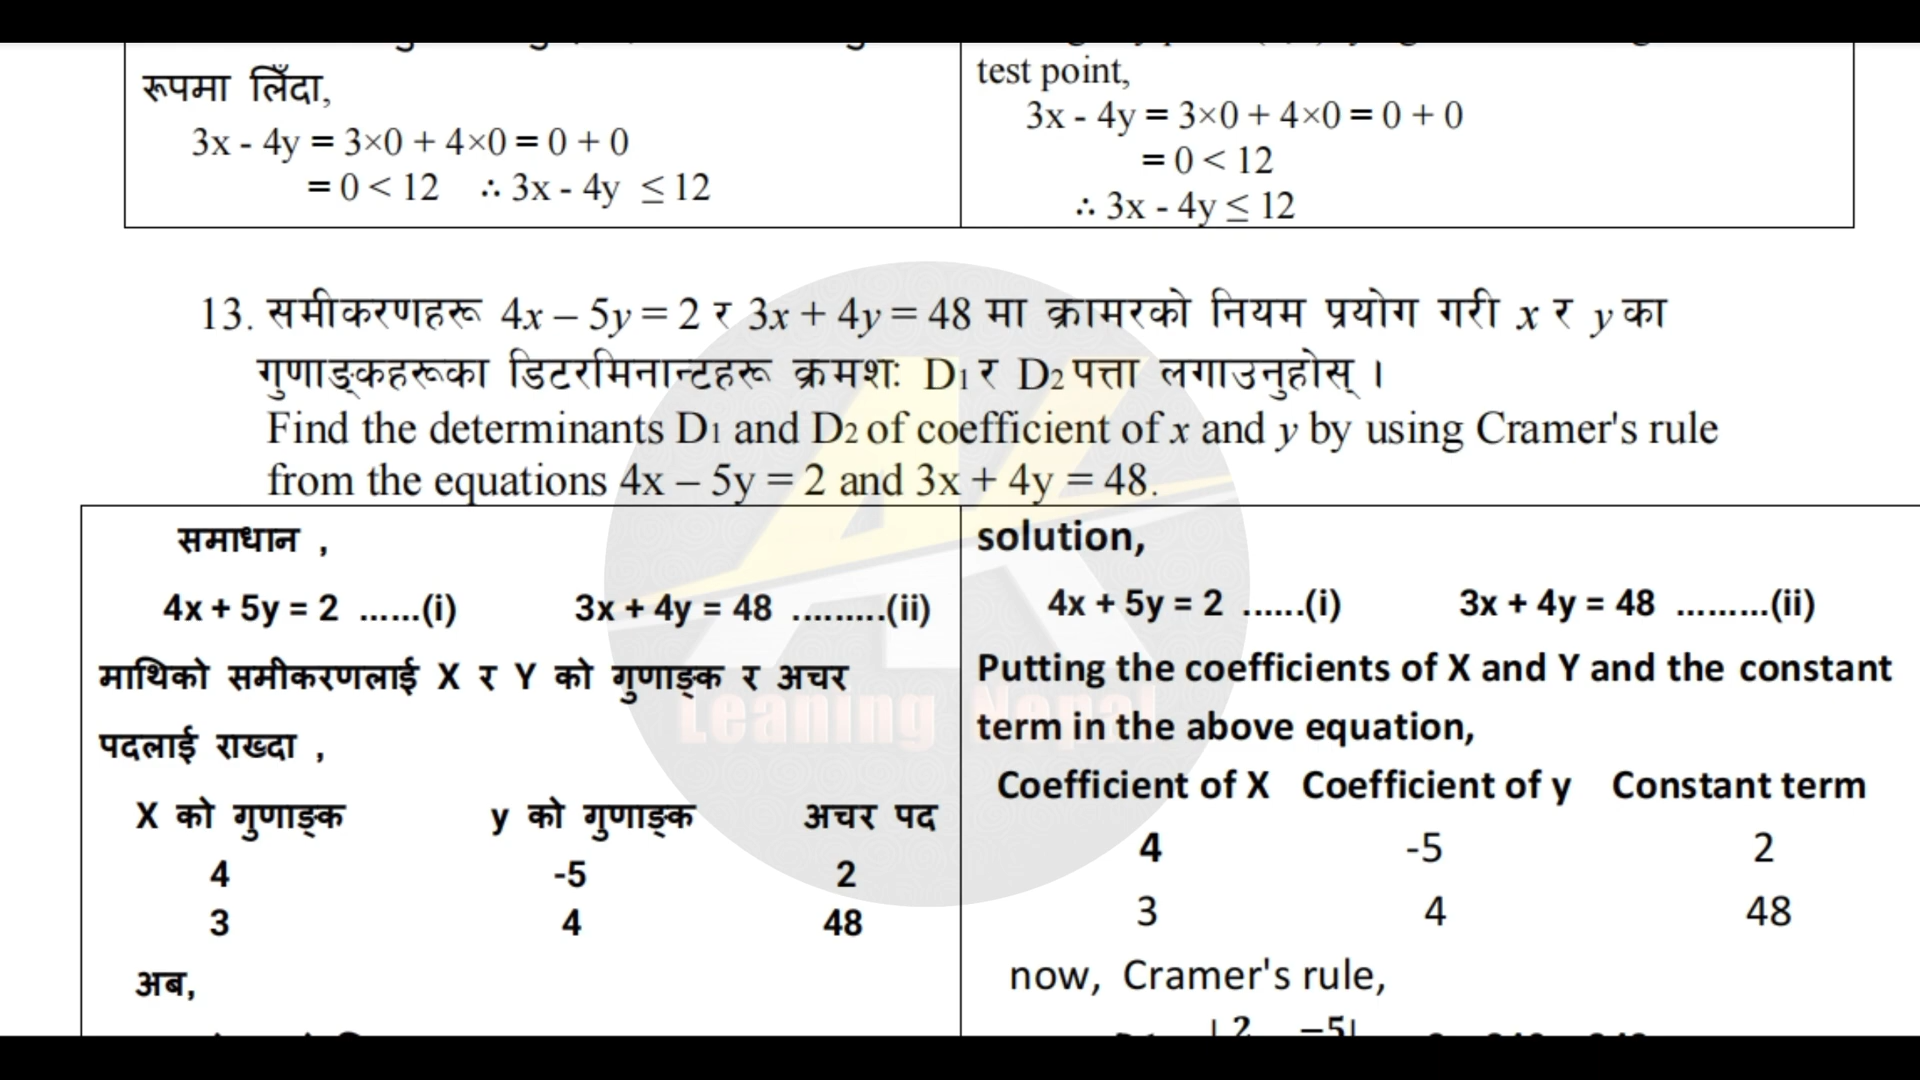 रूपमा लिँदा,
3x - 4y = 3×0 + 4×0 = 0 + 0
= 0 < 12 ∴ 3x - 4y ≤ 12
test point,
3x - 4y = 3×0 + 4×0 = 0 + 0
= 0 < 12
∴ 3x - 4y ≤ 12
13. समीकरणहरू 4x – 5y = 2 र 3x + 4y = 48 मा क्रामरको नियम प्रयोग गरी x र y का
गुणाङ्कहरूका डिटरमिनान्टहरू क्रमशः D1 र D2 पत्ता लगाउनुहोस् ।
Find the determinants D1 and D2 of coefficient of x and y by using Cramer's rule
from the equations 4x – 5y = 2 and 3x + 4y = 48.
समाधान ,
4x + 5y = 2 ......(i) 3x + 4y = 48 .........(ii)
माथिको समीकरणलाई X र Y को गुणाङ्क र अचर
पदलाई राख्दा ,
X को गुणाङ्क y को गुणाङ्क अचर पद
4 -5 2
3 4 48
अब,
solution,
4x + 5y = 2 ......(i) 3x + 4y = 48 .........(ii)
Putting the coefficients of X and Y and the constant
term in the above equation,
Coefficient of X Coefficient of y Constant term
4 -5 2
3 4 48
now, Cramer's rule,
| 2 −5|
AK
Leaning Nepal